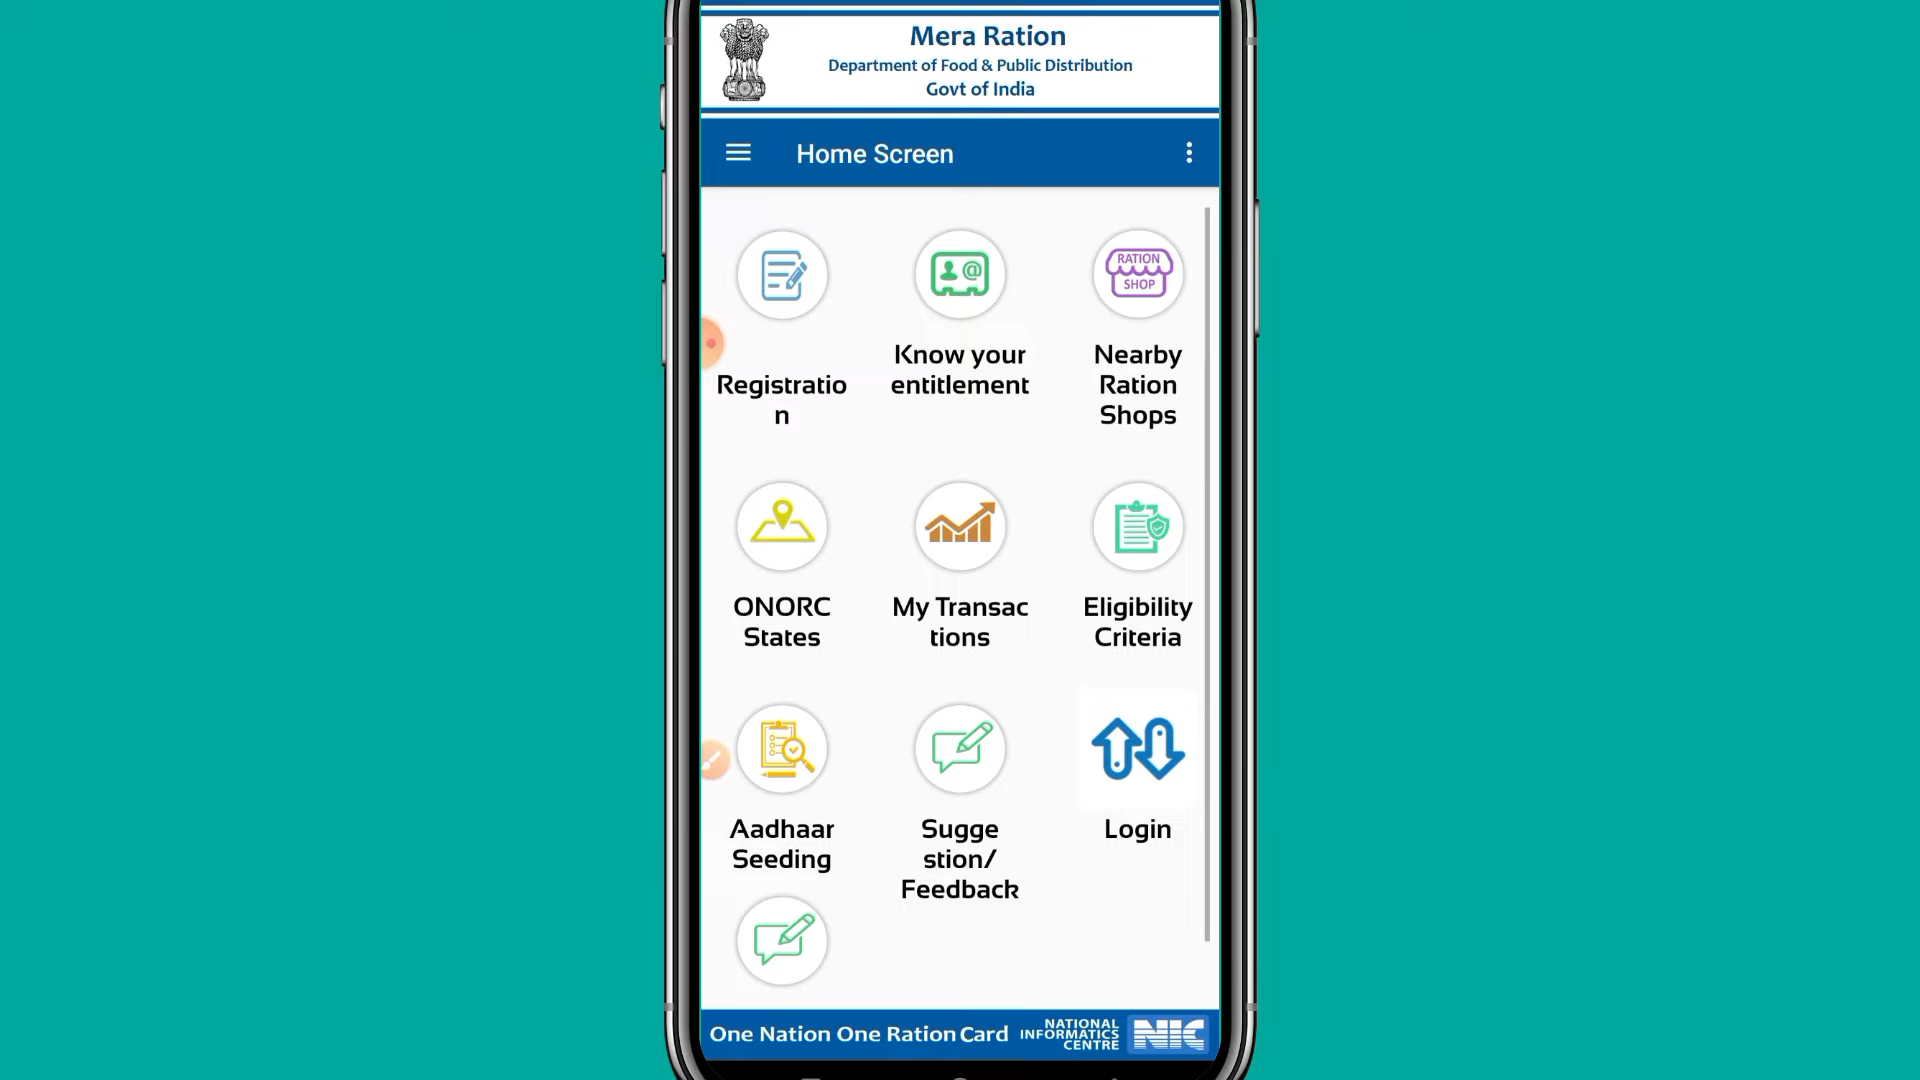 Mera Ration
Department of Food & Public Distribution
Govt of India
Home Screen
RATION
SHOP
Registratio
n
Know your
entitlement
Nearby
Ration
Shops
ONORC
States
My Transac
tions
Eligibility
Criteria
Aadhaar
Seeding
Sugge
stion/
Feedback
Login
One Nation One Ration Card
NATIONAL
INFORMATICS
CENTRE
NIC